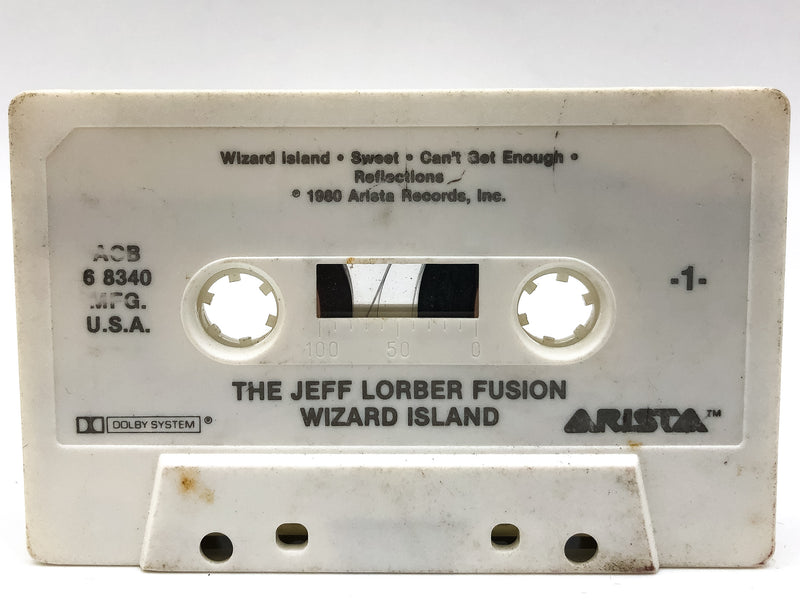 Wizard Island • Sweet • Can't Get Enough •
Reflections
℗ 1980 Arista Records, Inc.
ACB
6 8340
MFG.
U.S.A.
-1-
100 50 0
THE JEFF LORBER FUSION
WIZARD ISLAND
DOLBY SYSTEM ®
ARISTA™